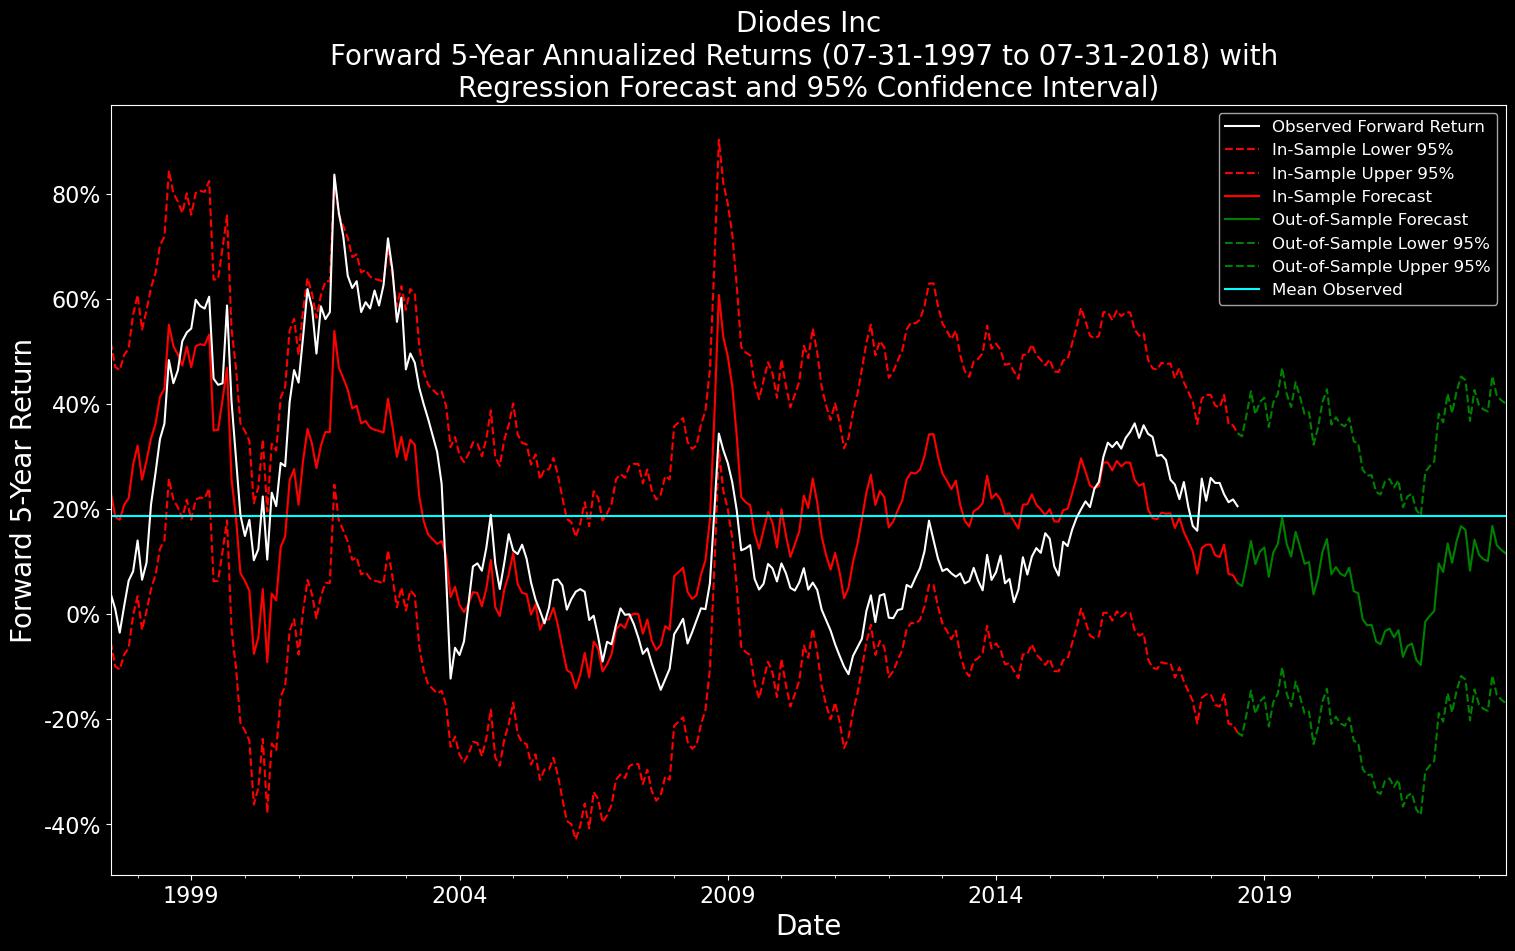 Diodes Inc
Forward 5-Year Annualized Returns (07-31-1997 to 07-31-2018) with
Regression Forecast and 95% Confidence Interval)
Observed Forward Return
In-Sample Lower 95%
In-Sample Upper 95%
In-Sample Forecast
Out-of-Sample Forecast
Out-of-Sample Lower 95%
Out-of-Sample Upper 95%
Mean Observed
Forward 5-Year Return
80%
60%
40%
20%
0%
-20%
-40%
1999
2004
2009
2014
2019
Date